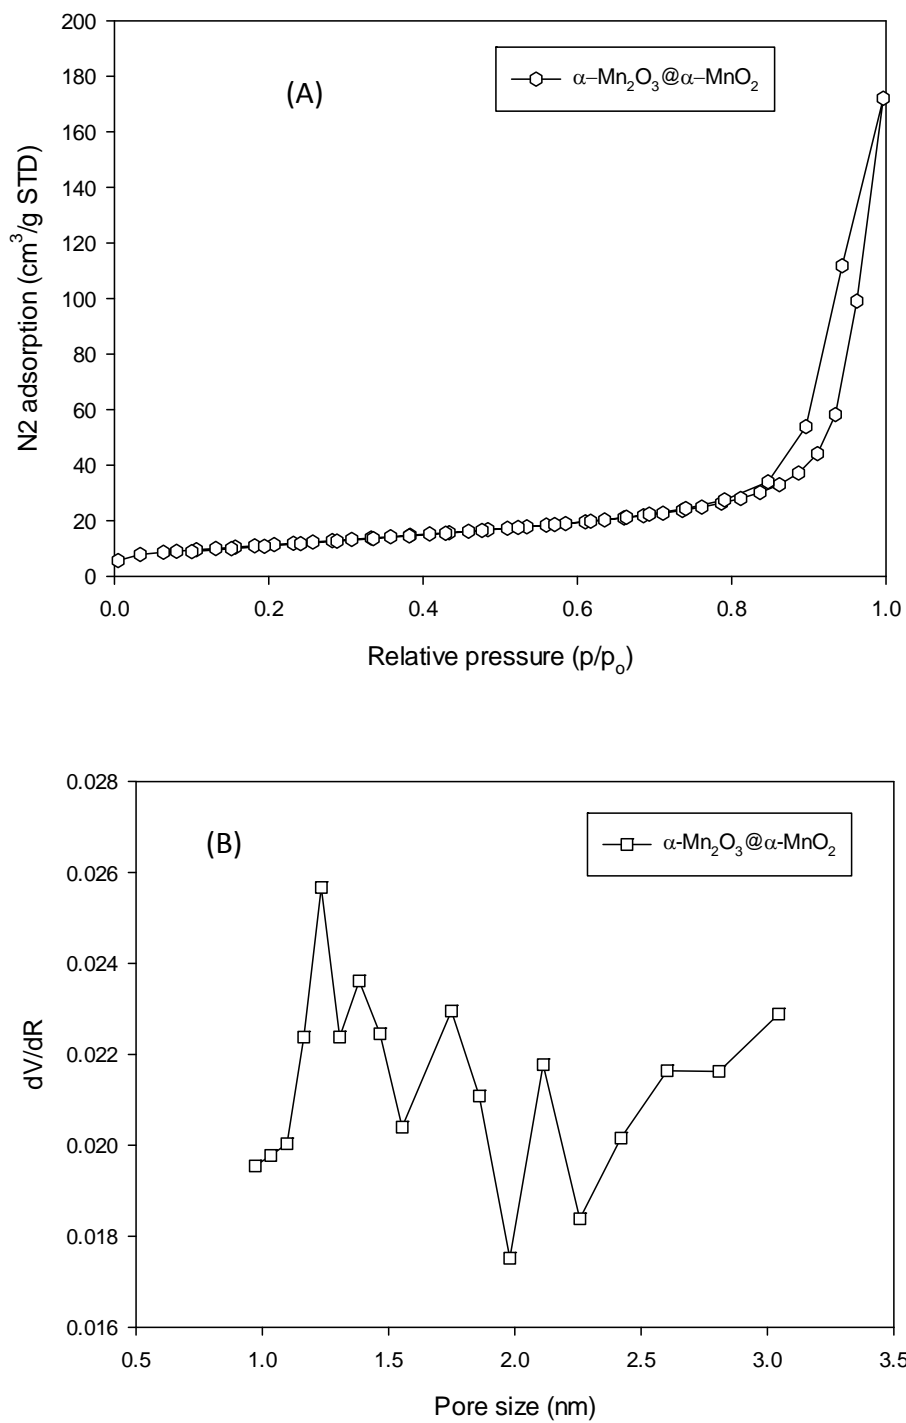 200
180
160
140
120
100
80
60
40
20
0
N2 adsorption (cm³/g STD)
(A)
α–Mn₂O₃@α–MnO₂
0.0 0.2 0.4 0.6 0.8 1.0
Relative pressure (p/pₒ)
0.028
0.026
0.024
0.022
0.020
0.018
0.016
dV/dR
(B)
α-Mn₂O₃@α-MnO₂
0.5 1.0 1.5 2.0 2.5 3.0 3.5
Pore size (nm)